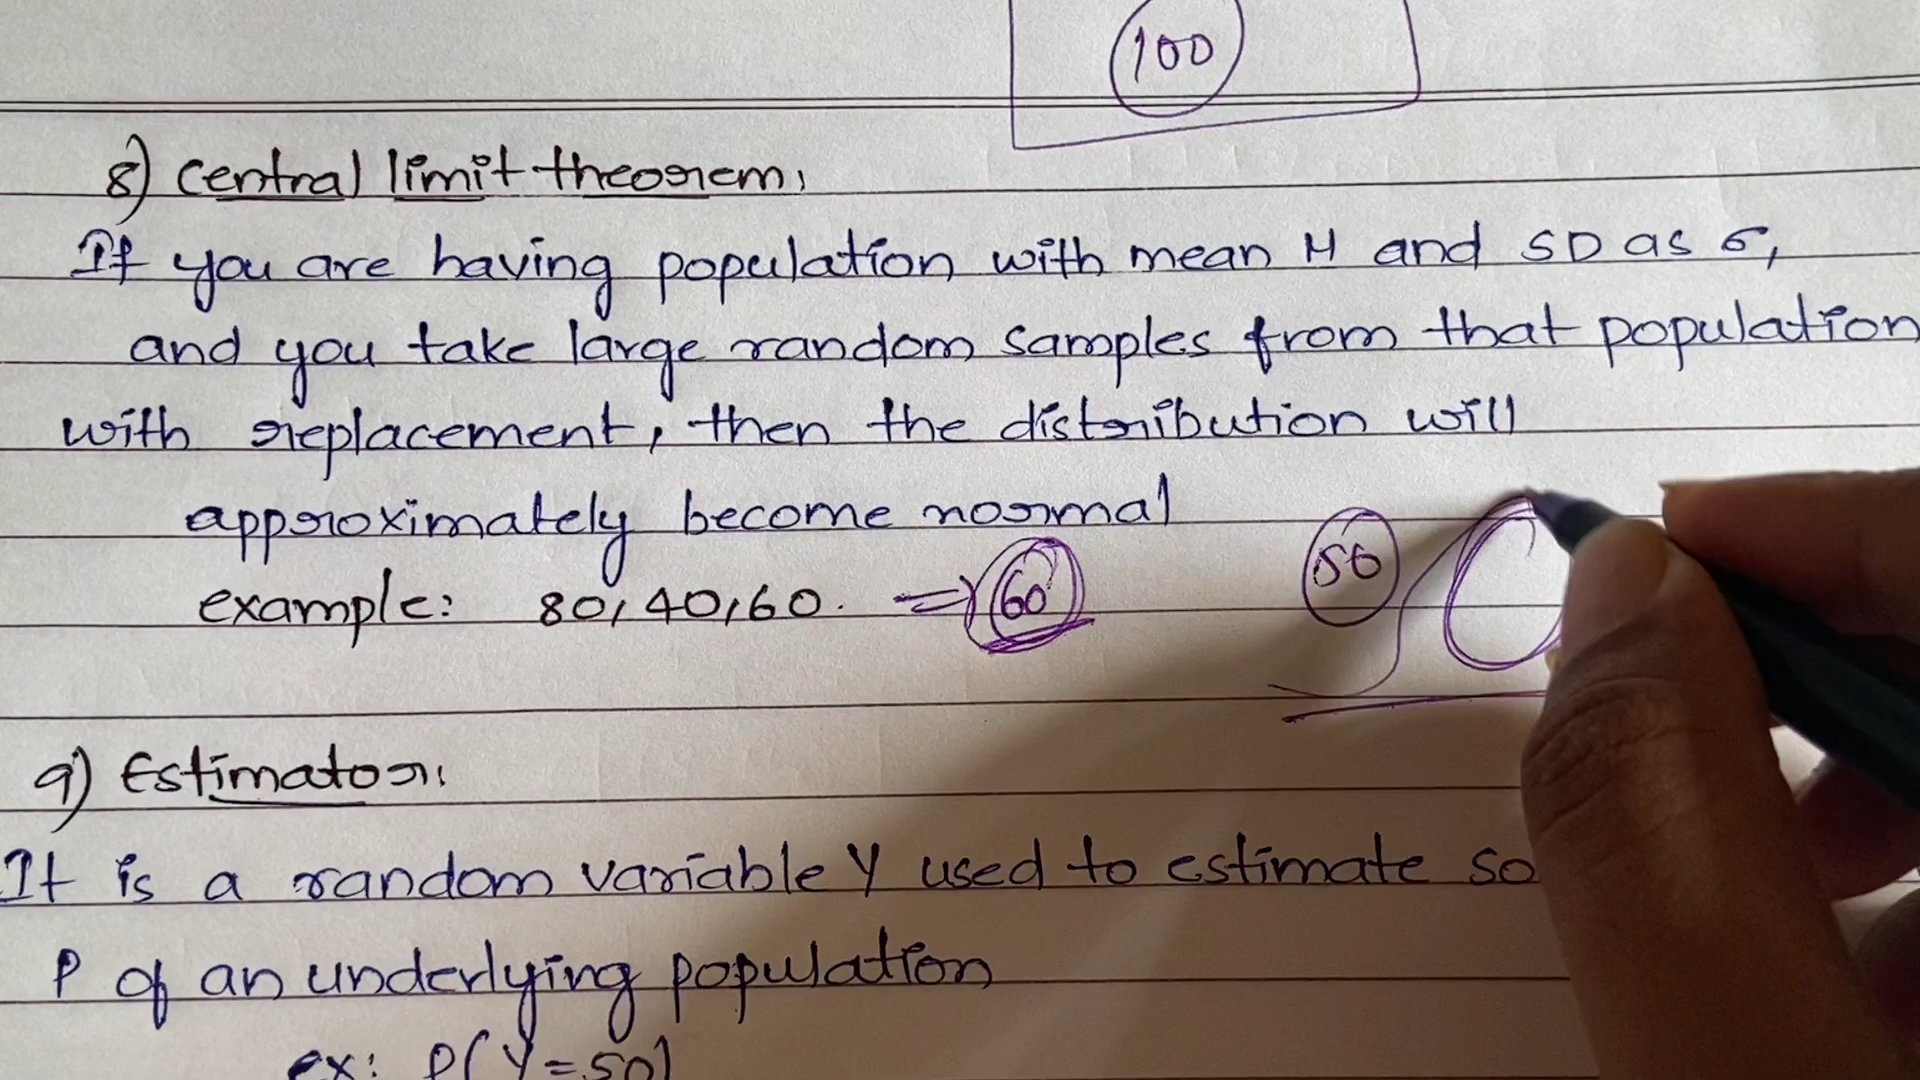 100
8) Central limit theorem:
If you are having population with mean μ and SD as σ,
and you take large random samples from that population
with replacement, then the distribution will
approximately become normal
example: 80, 40, 60. ⇒ 60
50
9) Estimator:
It is a random variable Y used to estimate so
P of an underlying population
ex: P(Y=50)